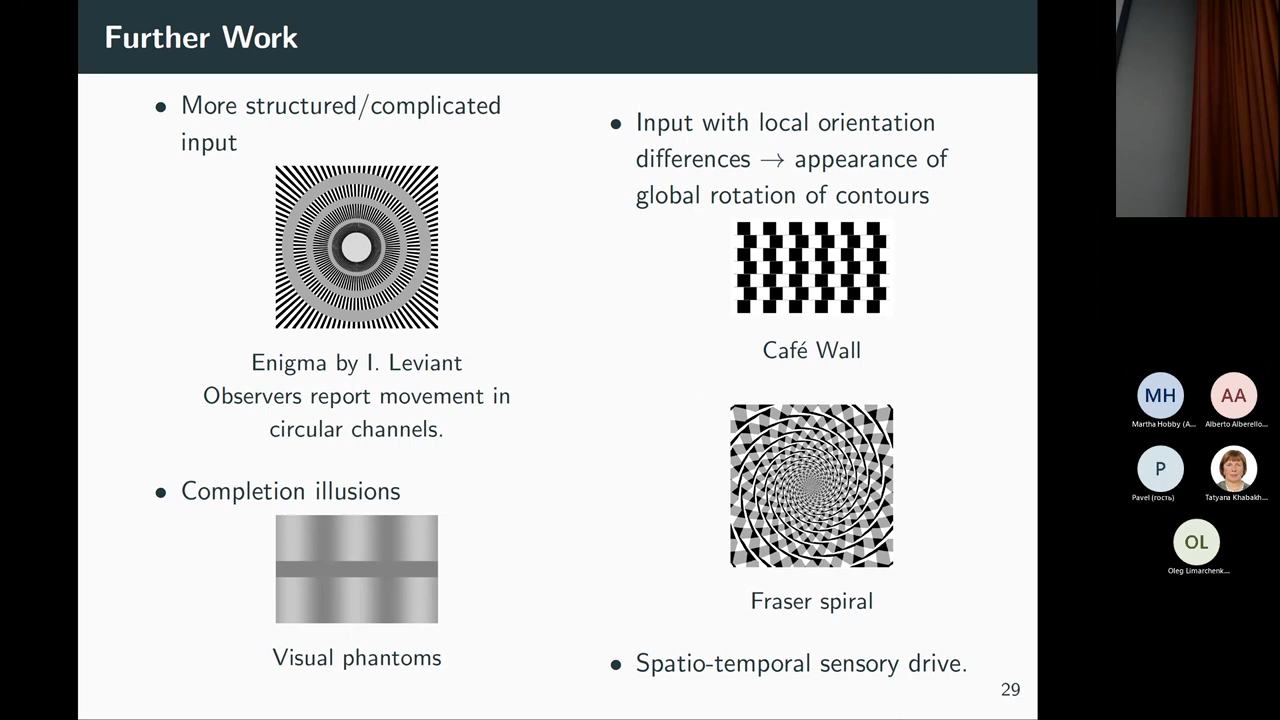 Further Work
• More structured/complicated
input
Enigma by I. Leviant
Observers report movement in
circular channels.
• Completion illusions
Visual phantoms
• Input with local orientation
differences → appearance of
global rotation of contours
Café Wall
Fraser spiral
• Spatio-temporal sensory drive.
29
MH
Martha Hobby (A...
AA
Alberto Alberello...
P
Pavel (гость)
Tatyana Khabakh...
OL
Oleg Limarchenk...